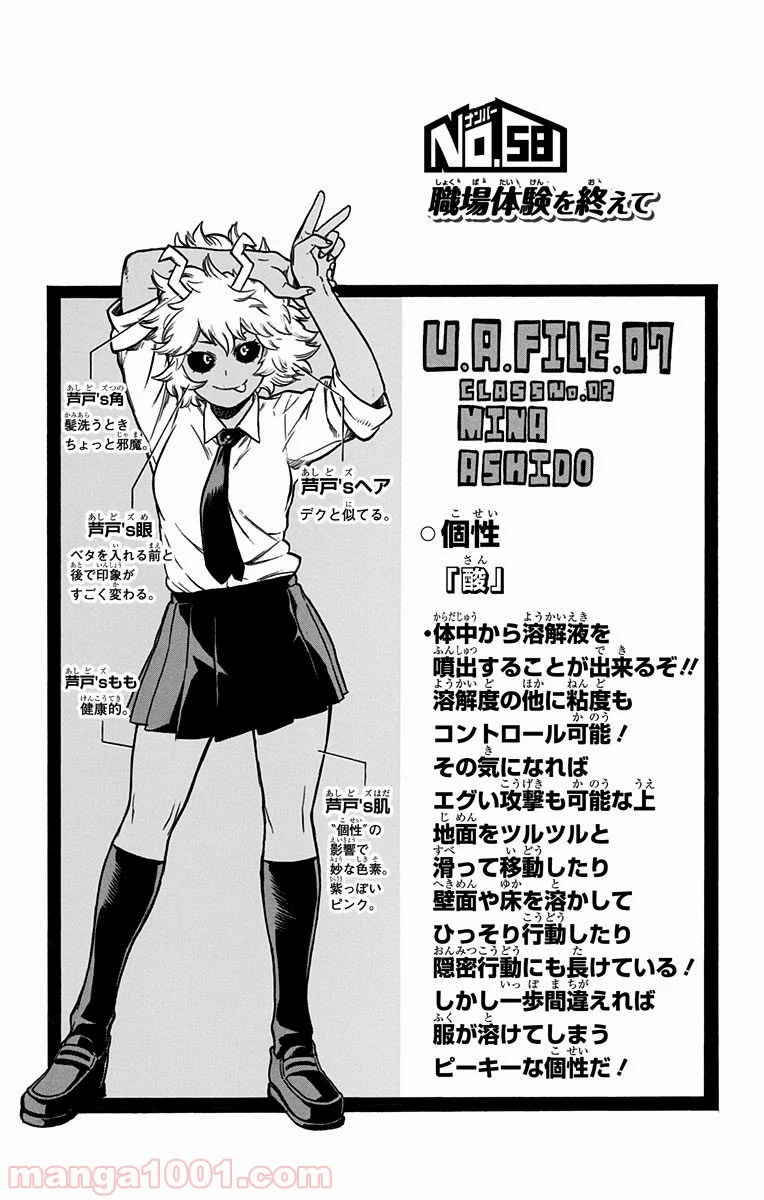 ナンバー
No.58
職場体験を終えて
U.A.FILE.07
CLASS No.02
MINA
ASHIDO
芦戸's角
髪洗うとき
ちょっと邪魔。
芦戸'sヘア
デクと似てる。
芦戸's眼
ベタを入れる前と
後で印象が
すごく変わる。
芦戸'sもも
健康的。
芦戸's肌
"個性"の
影響で
妙な色素。
紫っぽい
ピンク。
○個性
『酸』
・体中から溶解液を
噴出することが出来るぞ!!
溶解度の他に粘度も
コントロール可能!
その気になれば
エグい攻撃も可能な上
地面をツルツルと
滑って移動したり
壁面や床を溶かして
ひっそり行動したり
隠密行動にも長けている!
しかし一歩間違えれば
服が溶けてしまう
ピーキーな個性だ!
manga1001.com